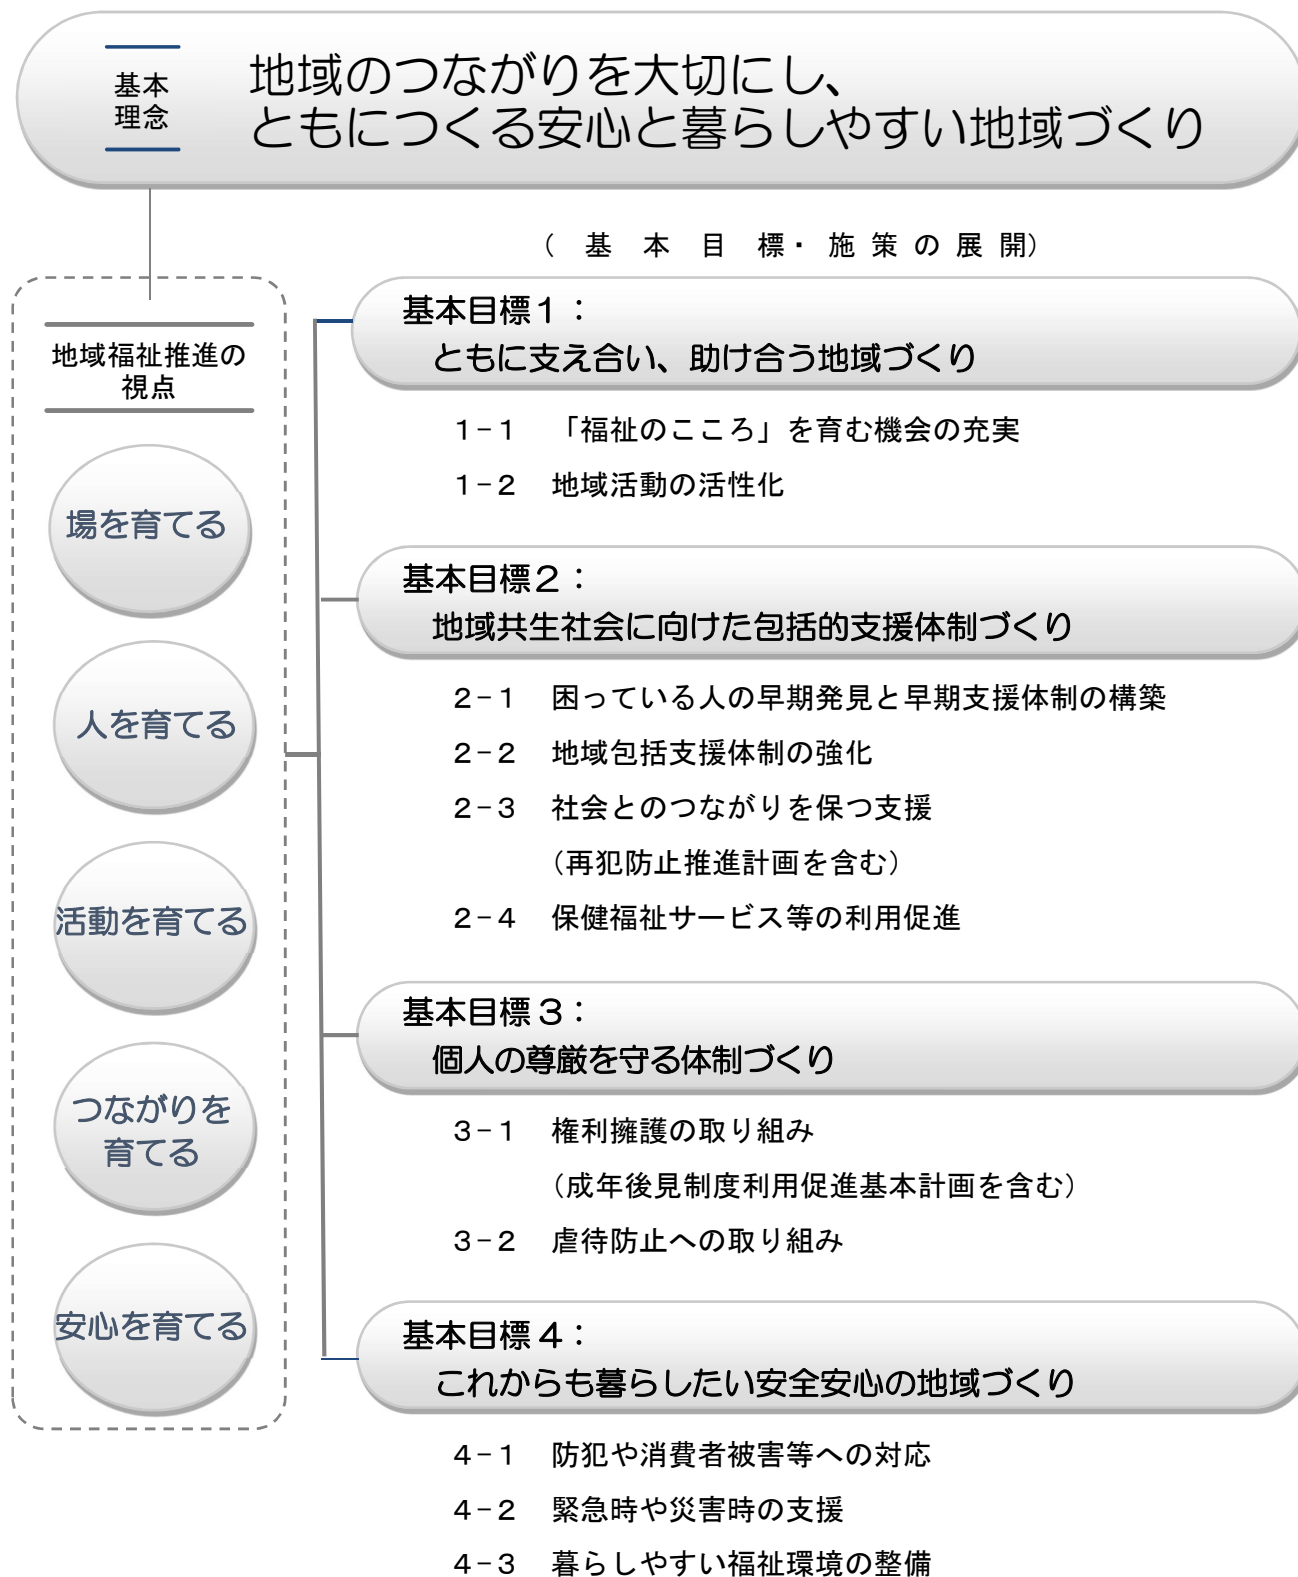 基本
理念
地域のつながりを大切にし、
ともにつくる安心と暮らしやすい地域づくり
（ 基 本 目 標・ 施 策 の 展 開）
地域福祉推進の
視点
場を育てる
人を育てる
活動を育てる
つながりを
育てる
安心を育てる
基本目標１：
ともに支え合い、助け合う地域づくり
１−１ 「福祉のこころ」を育む機会の充実
１−２ 地域活動の活性化
基本目標２：
地域共生社会に向けた包括的支援体制づくり
２−１ 困っている人の早期発見と早期支援体制の構築
２−２ 地域包括支援体制の強化
２−３ 社会とのつながりを保つ支援
（再犯防止推進計画を含む）
２−４ 保健福祉サービス等の利用促進
基本目標３：
個人の尊厳を守る体制づくり
３−１ 権利擁護の取り組み
（成年後見制度利用促進基本計画を含む）
３−２ 虐待防止への取り組み
基本目標４：
これからも暮らしたい安全安心の地域づくり
４−１ 防犯や消費者被害等への対応
４−２ 緊急時や災害時の支援
４−３ 暮らしやすい福祉環境の整備